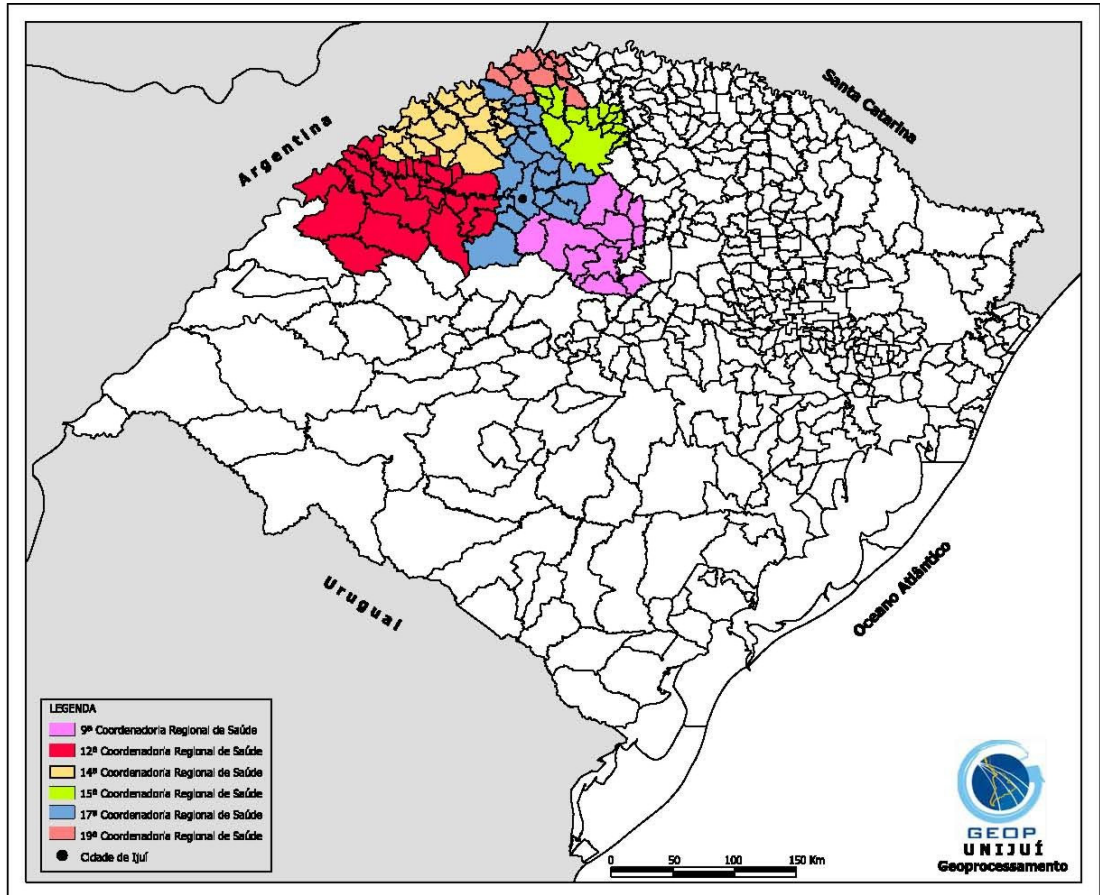 Santa Catarina
Argentina
Oceano Atlântico
Uruguai
LEGENDA
9ª Coordenadoria Regional de Saúde
12ª Coordenadoria Regional de Saúde
14ª Coordenadoria Regional de Saúde
15ª Coordenadoria Regional de Saúde
17ª Coordenadoria Regional de Saúde
19ª Coordenadoria Regional de Saúde
Cidade de Ijuí
0 50 100 150 Km
GEOP
UNIJUÍ
Geoprocessamento